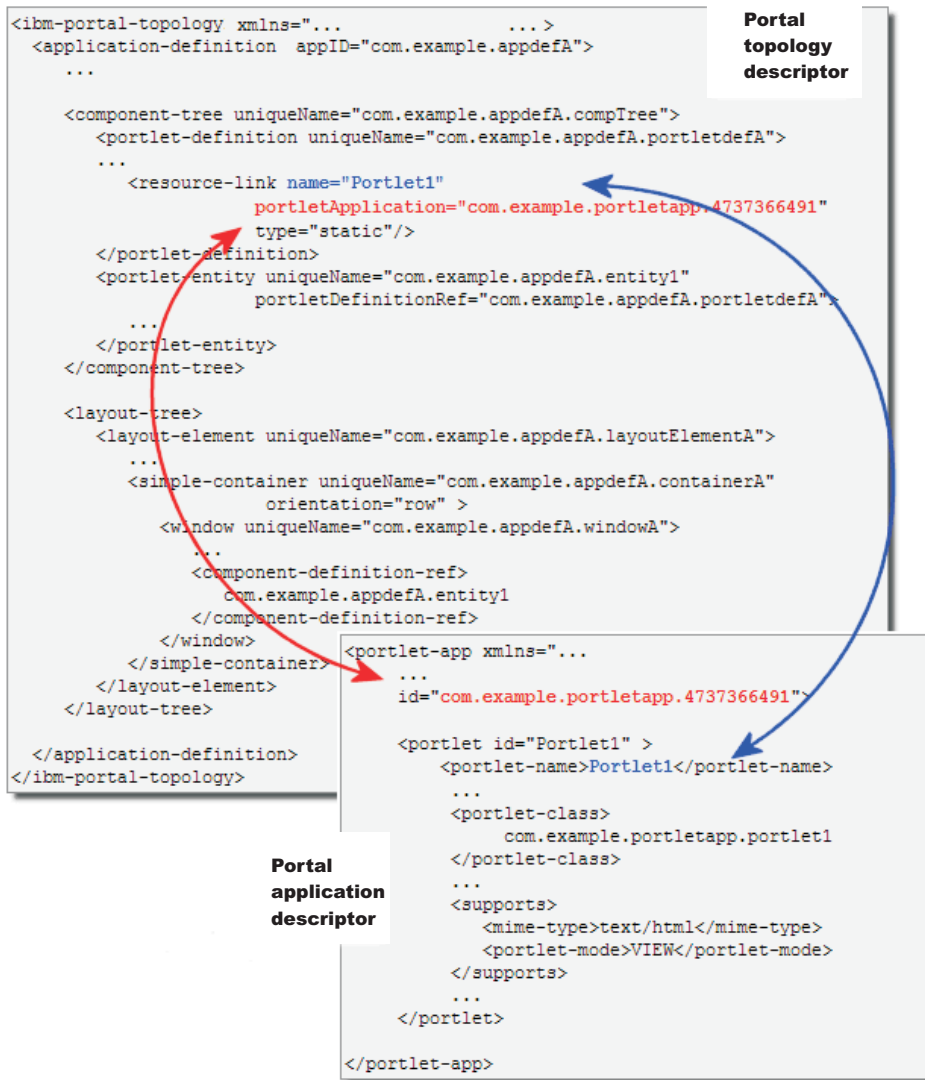 <ibm-portal-topology xmlns="...          ...>
  <application-definition  appID="com.example.appdefA">
     ...
     <component-tree uniqueName="com.example.appdefA.compTree">
        <portlet-definition uniqueName="com.example.appdefA.portletdefA">
        ...
           <resource-link name="Portlet1"
                       portletApplication="com.example.portletapp.4737366491"
                       type="static"/>
        </portlet-definition>
        <portlet-entity uniqueName="com.example.appdefA.entity1"
                       portletDefinitionRef="com.example.appdefA.portletdefA">
           ...
        </portlet-entity>
     </component-tree>
     <layout-tree>
        <layout-element uniqueName="com.example.appdefA.layoutElementA">
           ...
           <simple-container uniqueName="com.example.appdefA.containerA"
                        orientation="row" >
              <window uniqueName="com.example.appdefA.windowA">
                 ...
                 <component-definition-ref>
                    com.example.appdefA.entity1
                 </component-definition-ref>
              </window>
           </simple-container>
        </layout-element>
     </layout-tree>
  </application-definition>
</ibm-portal-topology>
Portal
topology
descriptor
<portlet-app xmlns="...
     ...
     id="com.example.portletapp.4737366491">
     <portlet id="Portlet1" >
         <portlet-name>Portlet1</portlet-name>
          ...
          <portlet-class>
               com.example.portletapp.portlet1
          </portlet-class>
          ...
          <supports>
             <mime-type>text/html</mime-type>
             <portlet-mode>VIEW</portlet-mode>
          </supports>
          ...
     </portlet>
</portlet-app>
Portal
application
descriptor